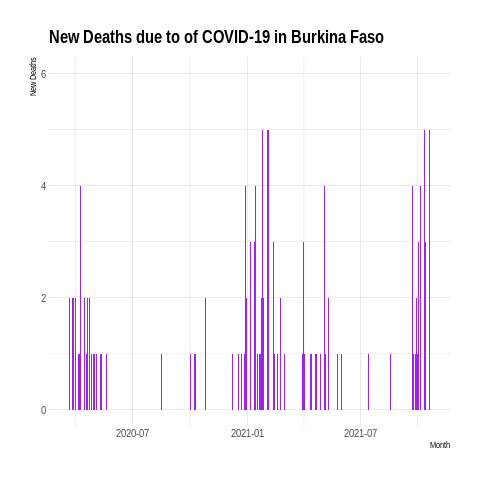 New Deaths due to of COVID-19 in Burkina Faso
New Deaths
6
4
2
0
2020-07
2021-01
2021-07
Month